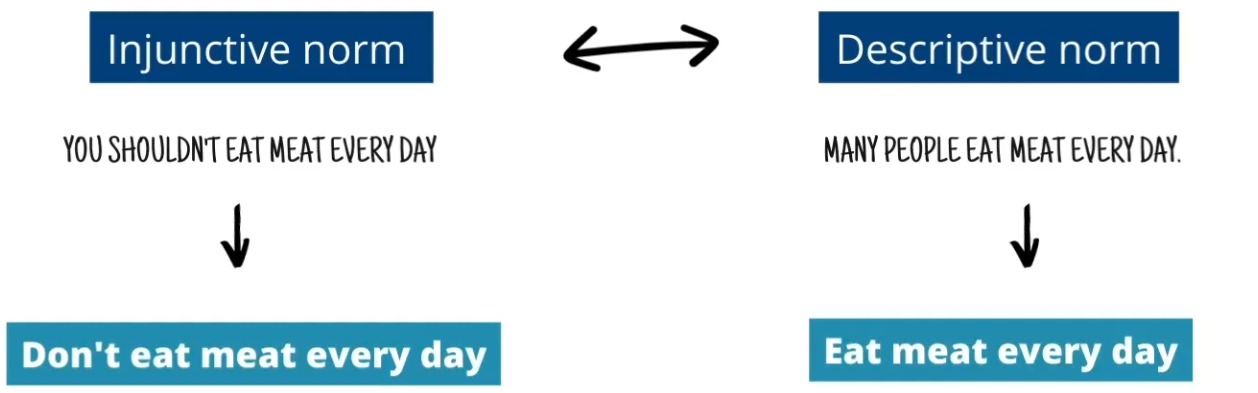 Injunctive norm
Descriptive norm
YOU SHOULDN'T EAT MEAT EVERY DAY
MANY PEOPLE EAT MEAT EVERY DAY.
Don't eat meat every day
Eat meat every day